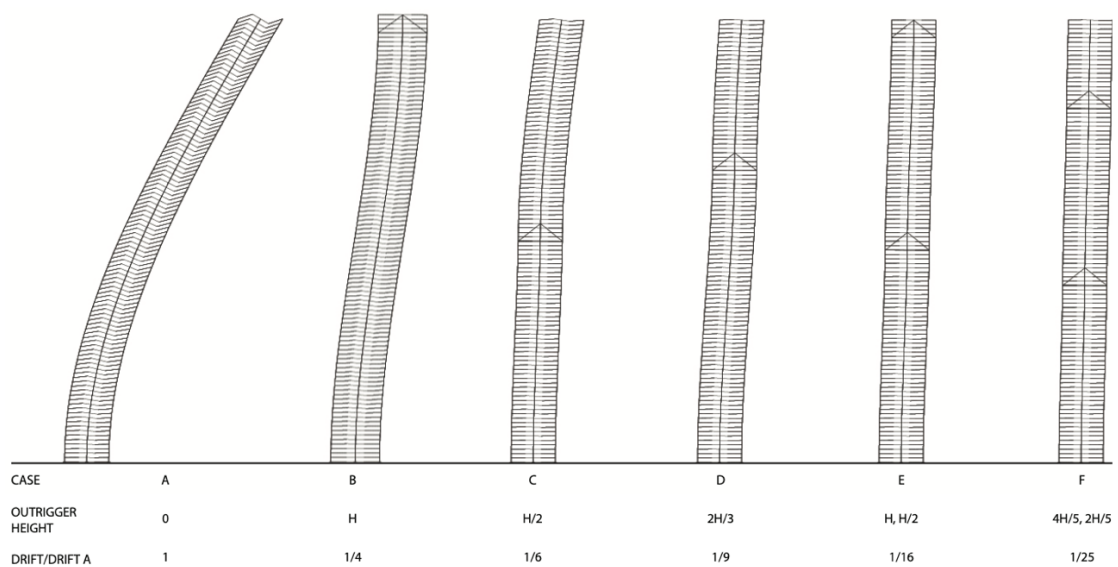 CASE A B C D E F
OUTRIGGER
HEIGHT 0 H H/2 2H/3 H, H/2 4H/5, 2H/5
DRIFT/DRIFT A 1 1/4 1/6 1/9 1/16 1/25